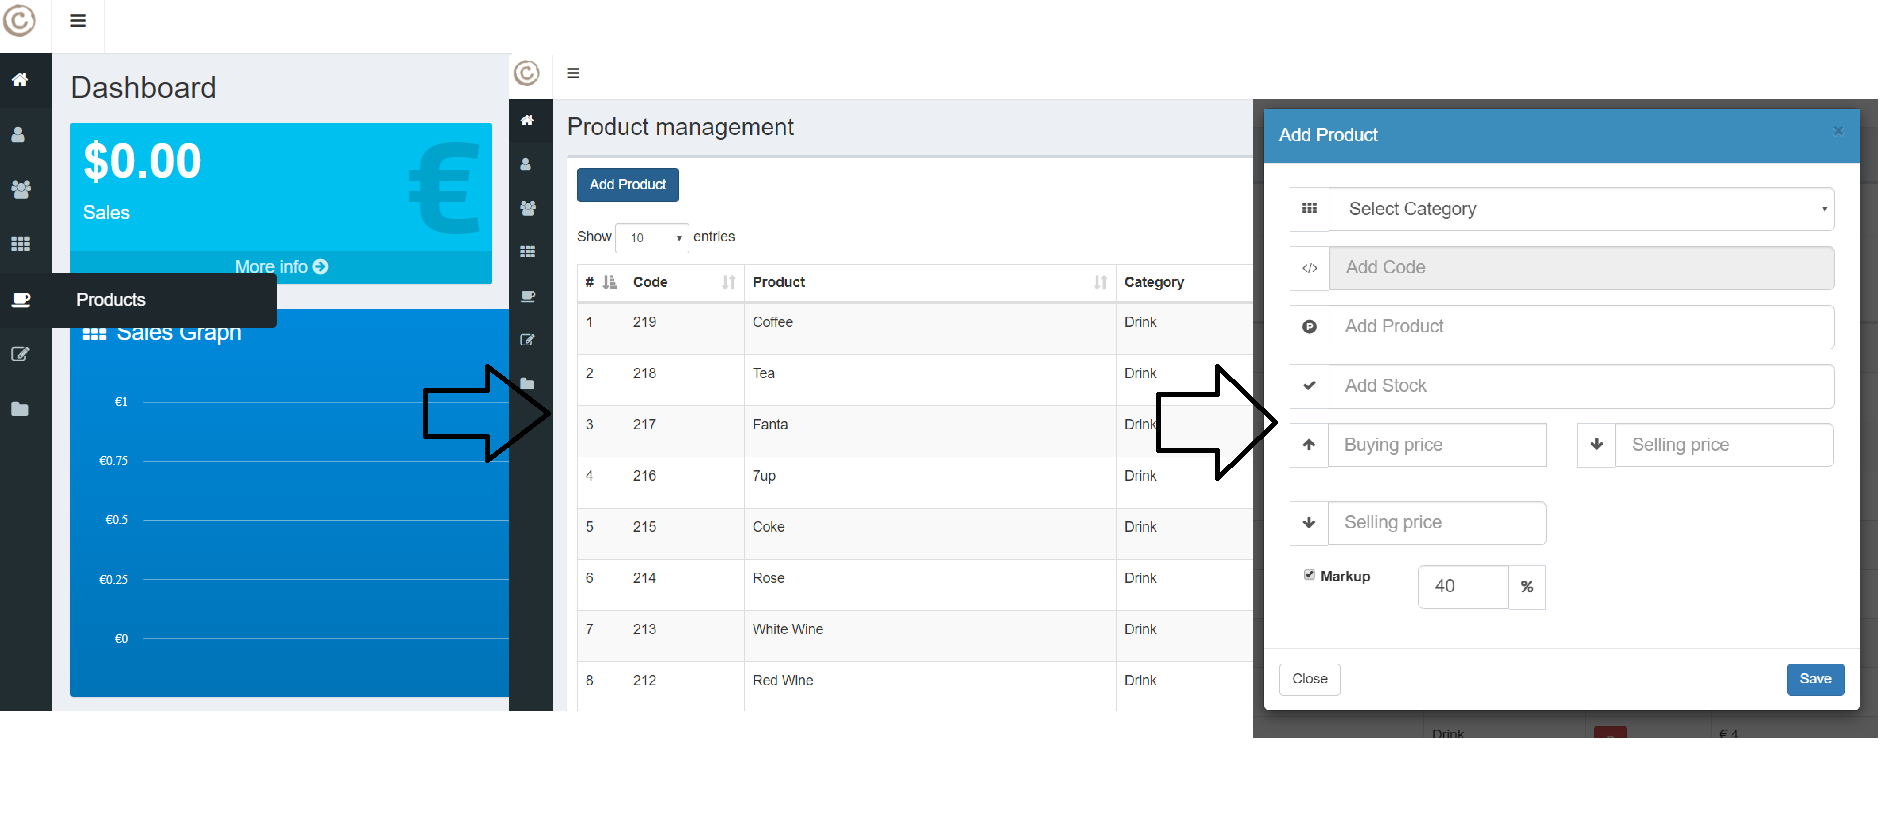 Dashboard
$0.00
Sales
More info
Products
Sales Graph
€1
€0.75
€0.5
€0.25
€0
Product management
Add Product
Show 10 entries
# Code Product Category
1 219 Coffee Drink
2 218 Tea Drink
3 217 Fanta Drink
4 216 7up Drink
5 215 Coke Drink
6 214 Rose Drink
7 213 White Wine Drink
8 212 Red Wine Drink
Add Product ×
Select Category
</> Add Code
P Add Product
Add Stock
Buying price Selling price
Selling price
Markup 40 %
Close Save
Drink € 4